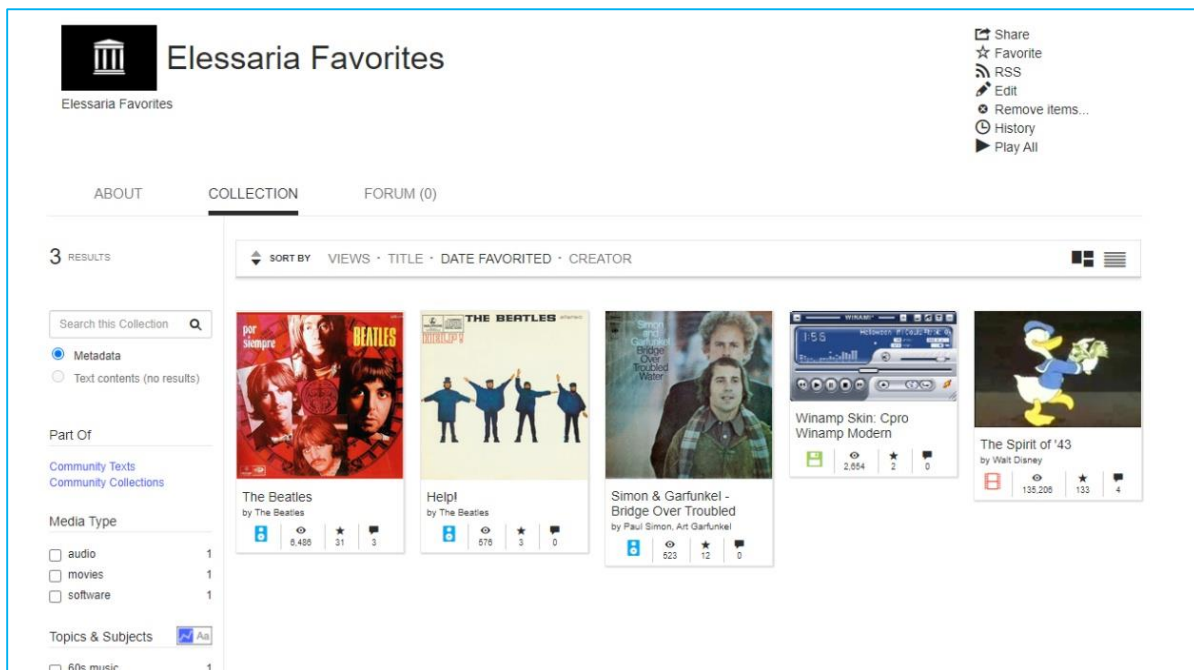 Elessaria Favorites
Elessaria Favorites
Share
Favorite
RSS
Edit
Remove items...
History
Play All
ABOUT COLLECTION FORUM (0)
3 RESULTS
SORT BY VIEWS · TITLE · DATE FAVORITED · CREATOR
Search this Collection
Metadata
Text contents (no results)
Part Of
Community Texts
Community Collections
Media Type
audio 1
movies 1
software 1
Topics & Subjects Aa
60s music 1
por
siempre
BEATLES
The Beatles
by The Beatles
6,486 31 3
THE BEATLES stereo
HELP!
Help!
by The Beatles
576 3 0
Simon
and
Garfunkel
Bridge
Over
Troubled
Water
Simon & Garfunkel -
Bridge Over Troubled
by Paul Simon, Art Garfunkel
523 12 0
WINAMP
1:56
Winamp Skin: Cpro
Winamp Modern
2,654 2 0
The Spirit of '43
by Walt Disney
135,206 133 4